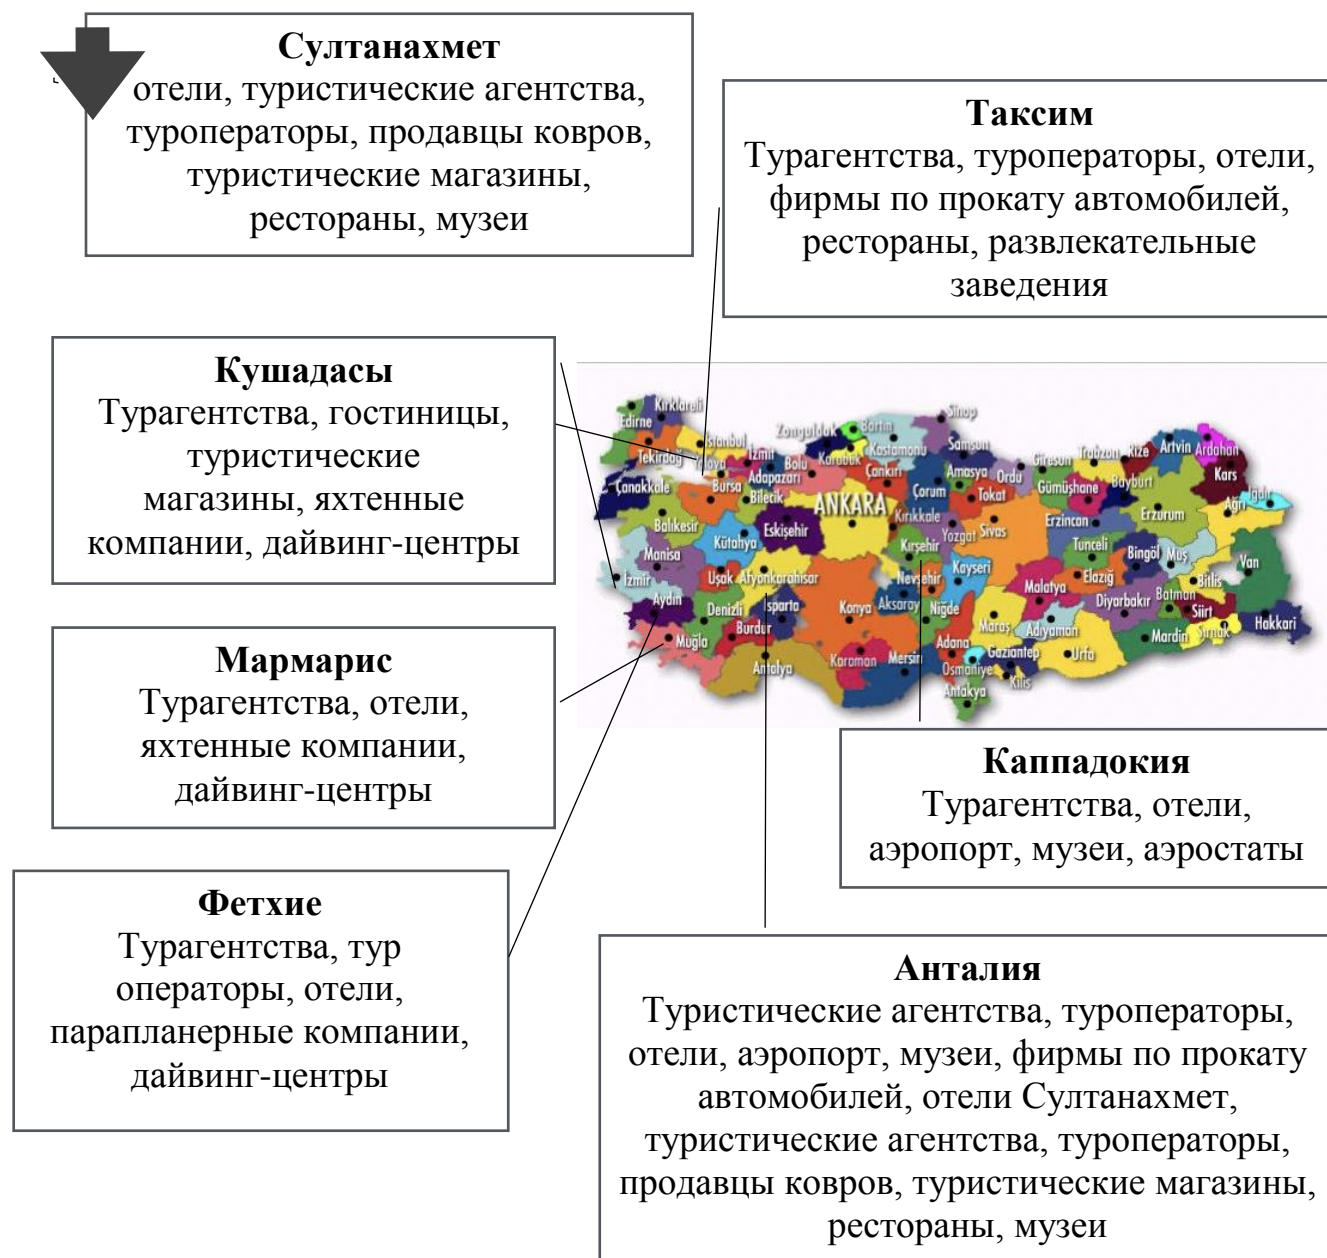 Султанахмет
отели, туристические агентства,
туроператоры, продавцы ковров,
туристические магазины,
рестораны, музеи
Таксим
Турагентства, туроператоры, отели,
фирмы по прокату автомобилей,
рестораны, развлекательные
заведения
Кушадасы
Турагентства, гостиницы,
туристические
магазины, яхтенные
компании, дайвинг-центры
Мармарис
Турагентства, отели,
яхтенные компании,
дайвинг-центры
Фетхие
Турагентства, тур
операторы, отели,
парапланерные компании,
дайвинг-центры
Kırklareli
Edirne
İstanbul
Tekirdağ
Yalova
İzmit
Adapazarı
Bolu
Zonguldak
Bartın
Karabük
Kastamonu
Sinop
Samsun
Çankırı
Amasya
Ordu
Giresun
Trabzon
Rize
Artvin
Ardahan
Kars
Çanakkale
Bursa
Bilecik
ANKARA
Çorum
Tokat
Gümüşhane
Bayburt
Iğdır
Ağrı
Balıkesir
Eskişehir
Kırıkkale
Yozgat
Sivas
Erzincan
Erzurum
Kütahya
Manisa
Kırşehir
Tunceli
Bingöl
Muş
Van
İzmir
Uşak
Afyonkarahisar
Nevşehir
Kayseri
Malatya
Elazığ
Bitlis
Aydın
Denizli
Isparta
Konya
Aksaray
Niğde
Maraş
Adıyaman
Diyarbakır
Batman
Siirt
Hakkari
Muğla
Burdur
Antalya
Karaman
Mersin
Adana
Osmaniye
Gaziantep
Kilis
Urfa
Mardin
Şırnak
Antakya
Каппадокия
Турагентства, отели,
аэропорт, музеи, аэростаты
Анталия
Туристические агентства, туроператоры,
отели, аэропорт, музеи, фирмы по прокату
автомобилей, отели Султанахмет,
туристические агентства, туроператоры,
продавцы ковров, туристические магазины,
рестораны, музеи